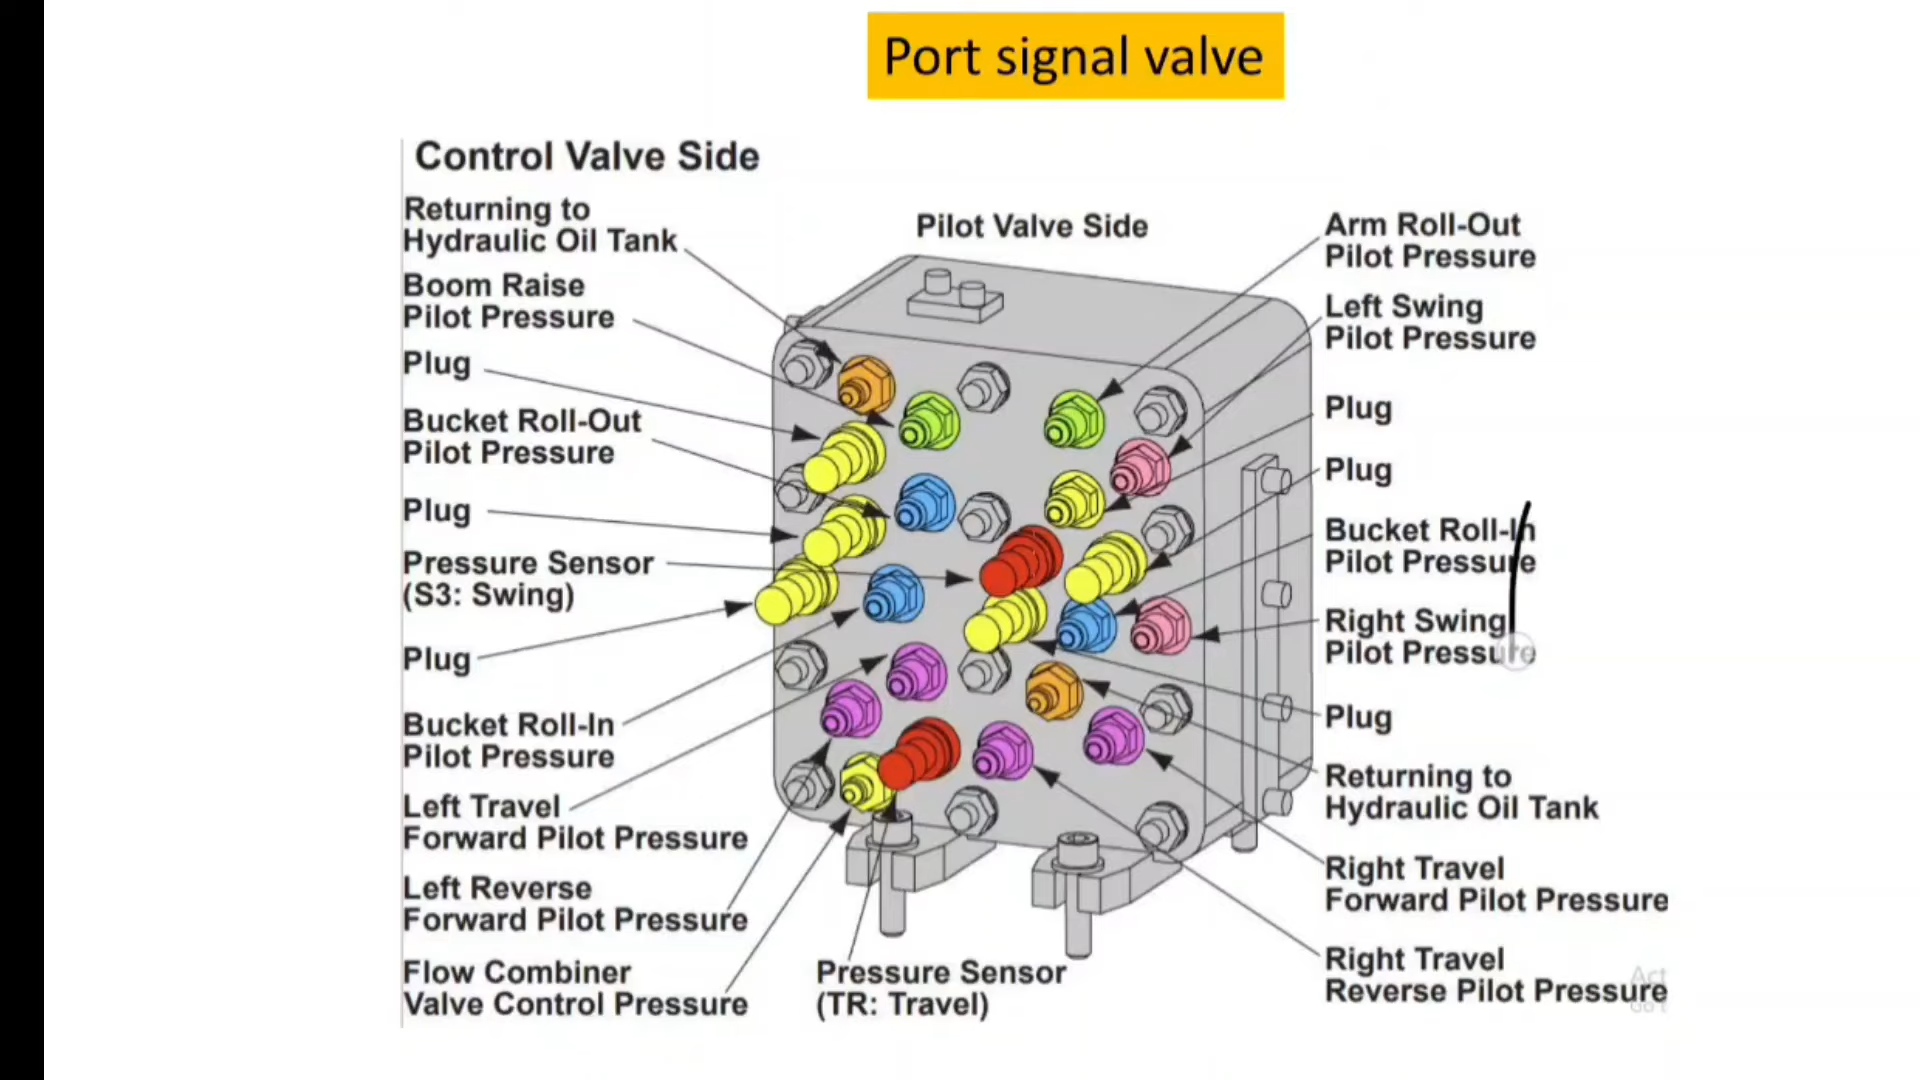 Port signal valve
Control Valve Side
Returning to
Hydraulic Oil Tank
Boom Raise
Pilot Pressure
Plug
Bucket Roll-Out
Pilot Pressure
Plug
Pressure Sensor
(S3: Swing)
Plug
Bucket Roll-In
Pilot Pressure
Left Travel
Forward Pilot Pressure
Left Reverse
Forward Pilot Pressure
Flow Combiner
Valve Control Pressure
Pilot Valve Side
Pressure Sensor
(TR: Travel)
Arm Roll-Out
Pilot Pressure
Left Swing
Pilot Pressure
Plug
Plug
Bucket Roll-In
Pilot Pressure
Right Swing
Pilot Pressure
Plug
Returning to
Hydraulic Oil Tank
Right Travel
Forward Pilot Pressure
Right Travel
Reverse Pilot Pressure